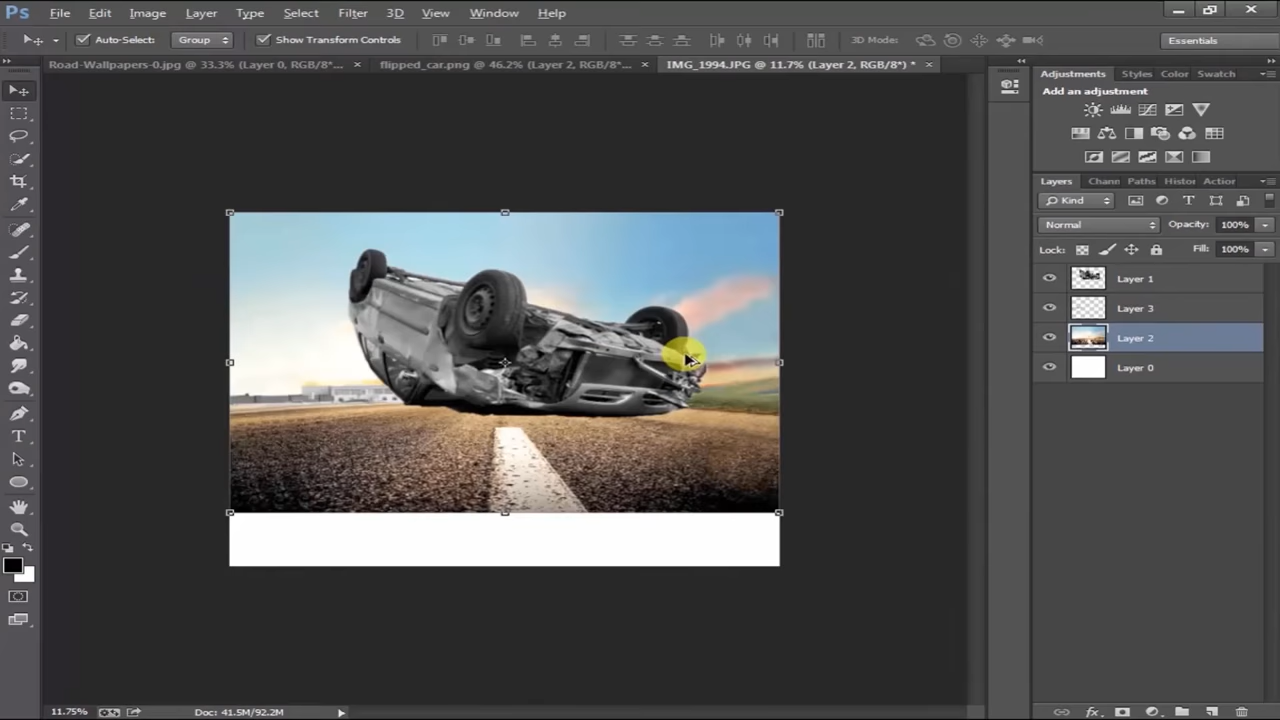 Ps File Edit Image Layer Type Select Filter 3D View Window Help
Auto-Select: Group Show Transform Controls 3D Mode: Essentials
Road-Wallpapers-0.jpg @ 33.3% (Layer 0, RGB/8*... × flipped_car.png @ 46.2% (Layer 2, RGB/8*... × IMG_1994.JPG @ 11.7% (Layer 2, RGB/8*) * ×
Adjustments Styles Color Swatch
Add an adjustment
Layers Chann Paths Histor Action
Kind
Normal Opacity: 100%
Lock: Fill: 100%
Layer 1
Layer 3
Layer 2
Layer 0
11.75% Doc: 41.5M/92.2M